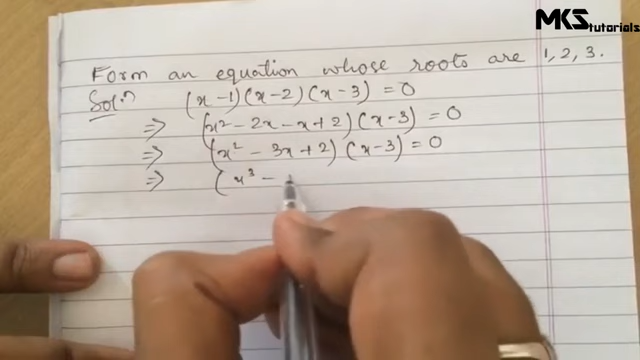 MKS tutorials
Form an equation whose roots are 1, 2, 3.
Solⁿ (x-1)(x-2)(x-3) = 0
⇒ (x² - 2x - x + 2)(x-3) = 0
⇒ (x² - 3x + 2)(x-3) = 0
⇒ (x³ -